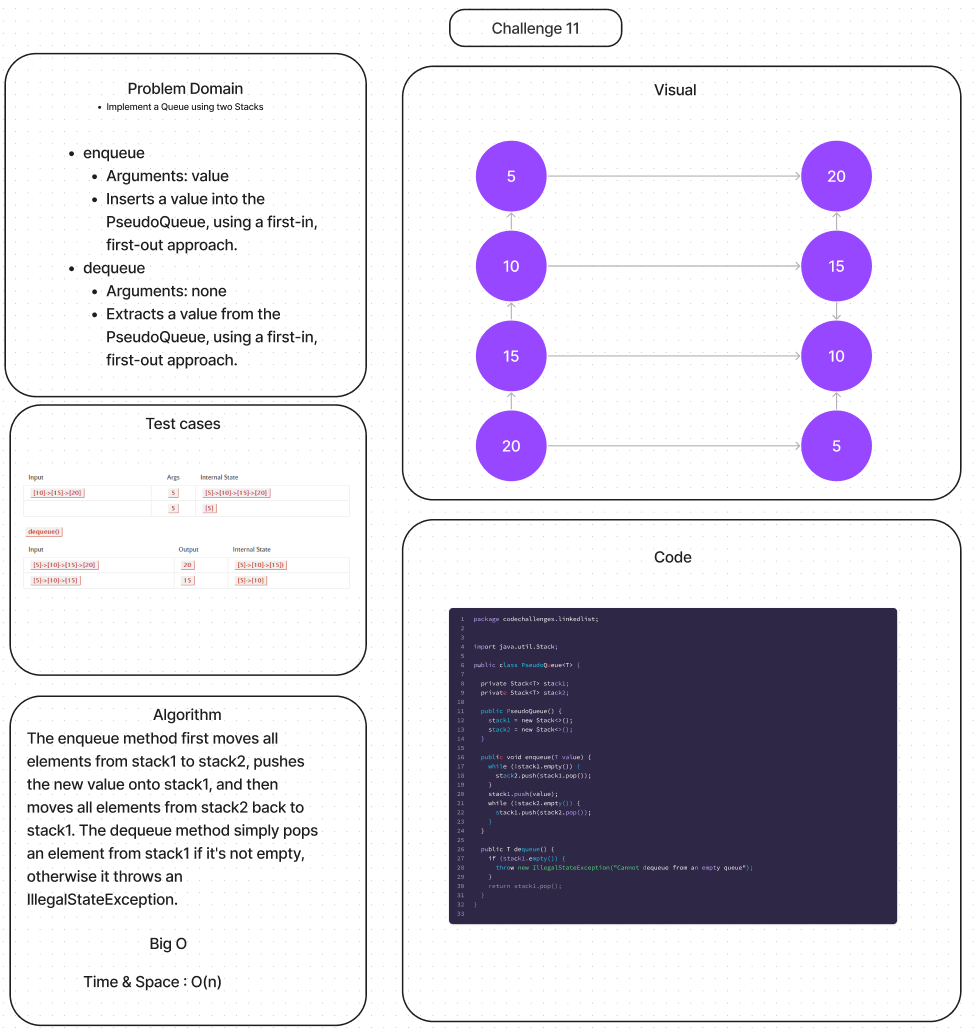 Challenge 11
Problem Domain
• Implement a Queue using two Stacks
• enqueue
• Arguments: value
• Inserts a value into the
PseudoQueue, using a first-in,
first-out approach.
• dequeue
• Arguments: none
• Extracts a value from the
PseudoQueue, using a first-in,
first-out approach.
Test cases
Input Args Internal State
[10]->[15]->[20] 5 [5]->[10]->[15]->[20]
5 [5]
dequeue()
Input Output Internal State
[5]->[10]->[15]->[20] 20 [5]->[10]->[15])
[5]->[10]->[15] 15 [5]->[10]
Algorithm
The enqueue method first moves all
elements from stack1 to stack2, pushes
the new value onto stack1, and then
moves all elements from stack2 back to
stack1. The dequeue method simply pops
an element from stack1 if it's not empty,
otherwise it throws an
IllegalStateException.
Big O
Time & Space : O(n)
Visual
5 20
10 15
15 10
20 5
Code
1 package codechallenges.linkedlist;
2
3
4 import java.util.Stack;
5
6 public class PseudoQueue<T> {
7
8 private Stack<T> stack1;
9 private Stack<T> stack2;
10
11 public PseudoQueue() {
12 stack1 = new Stack<>();
13 stack2 = new Stack<>();
14 }
15
16 public void enqueue(T value) {
17 while (!stack1.empty()) {
18 stack2.push(stack1.pop());
19 }
20 stack1.push(value);
21 while (!stack2.empty()) {
22 stack1.push(stack2.pop());
23 }
24 }
25
26 public T dequeue() {
27 if (stack1.empty()) {
28 throw new IllegalStateException("Cannot dequeue from an empty queue");
29 }
30 return stack1.pop();
31 }
32 }
33